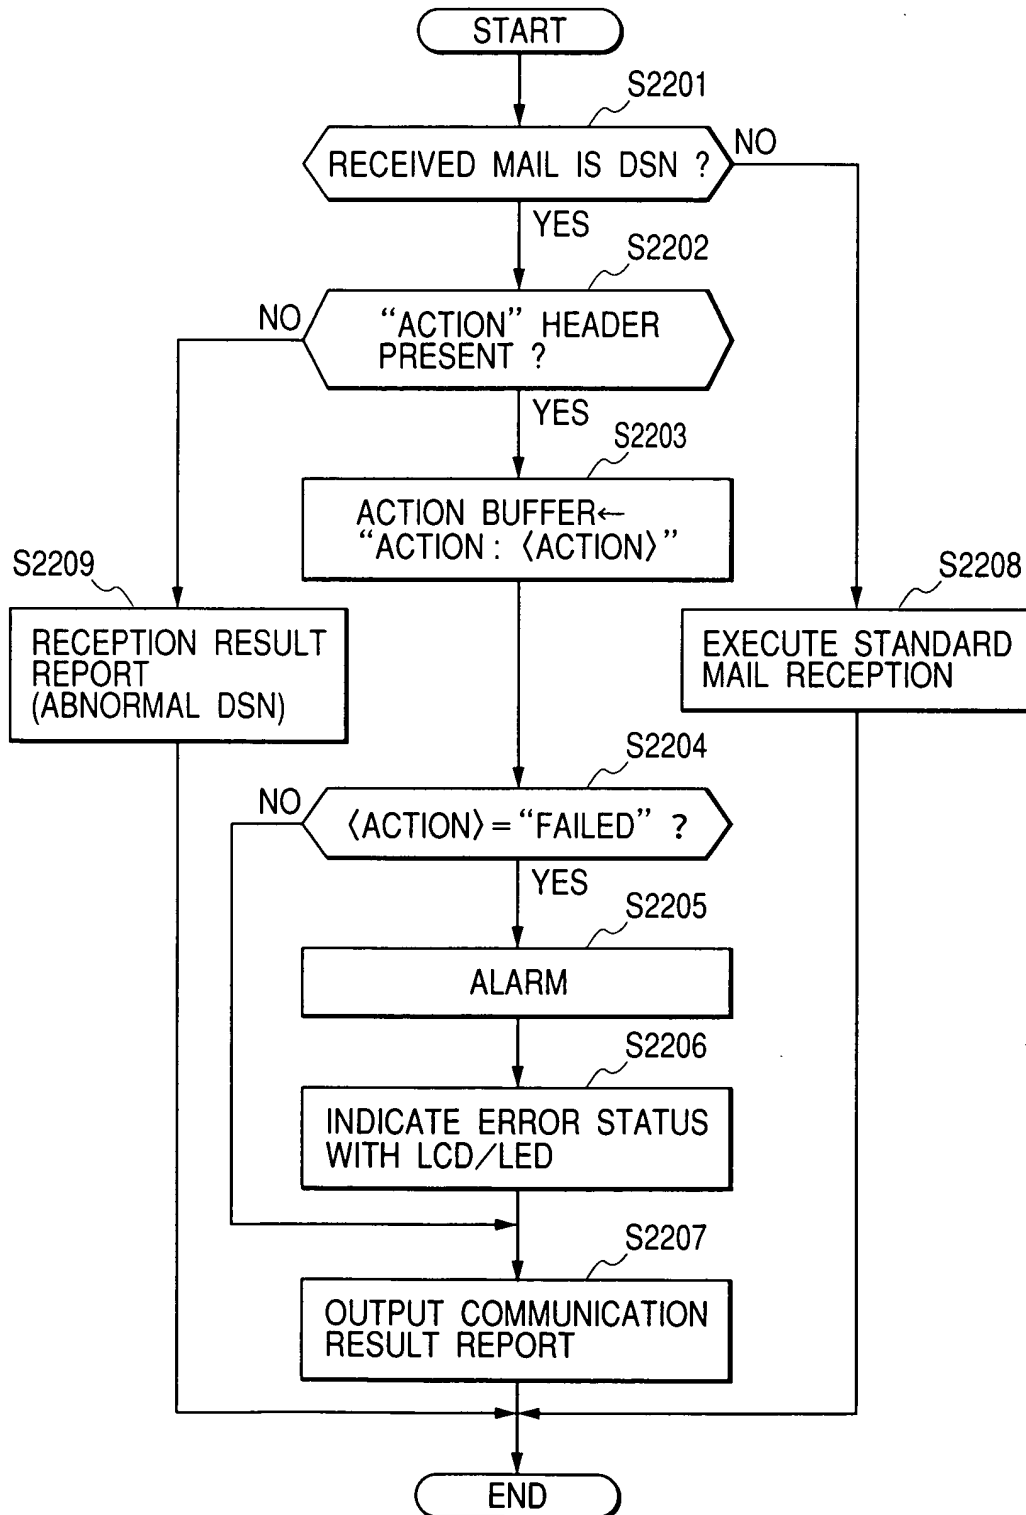 START
S2201
RECEIVED MAIL IS DSN ?
NO
YES
S2202
NO
“ACTION” HEADER
PRESENT ?
YES
S2203
ACTION BUFFER←
“ACTION : 〈ACTION〉”
S2209
S2208
RECEPTION RESULT
REPORT
(ABNORMAL DSN)
EXECUTE STANDARD
MAIL RECEPTION
S2204
NO
〈ACTION〉=“FAILED” ?
YES
S2205
ALARM
S2206
INDICATE ERROR STATUS
WITH LCD/LED
S2207
OUTPUT COMMUNICATION
RESULT REPORT
END